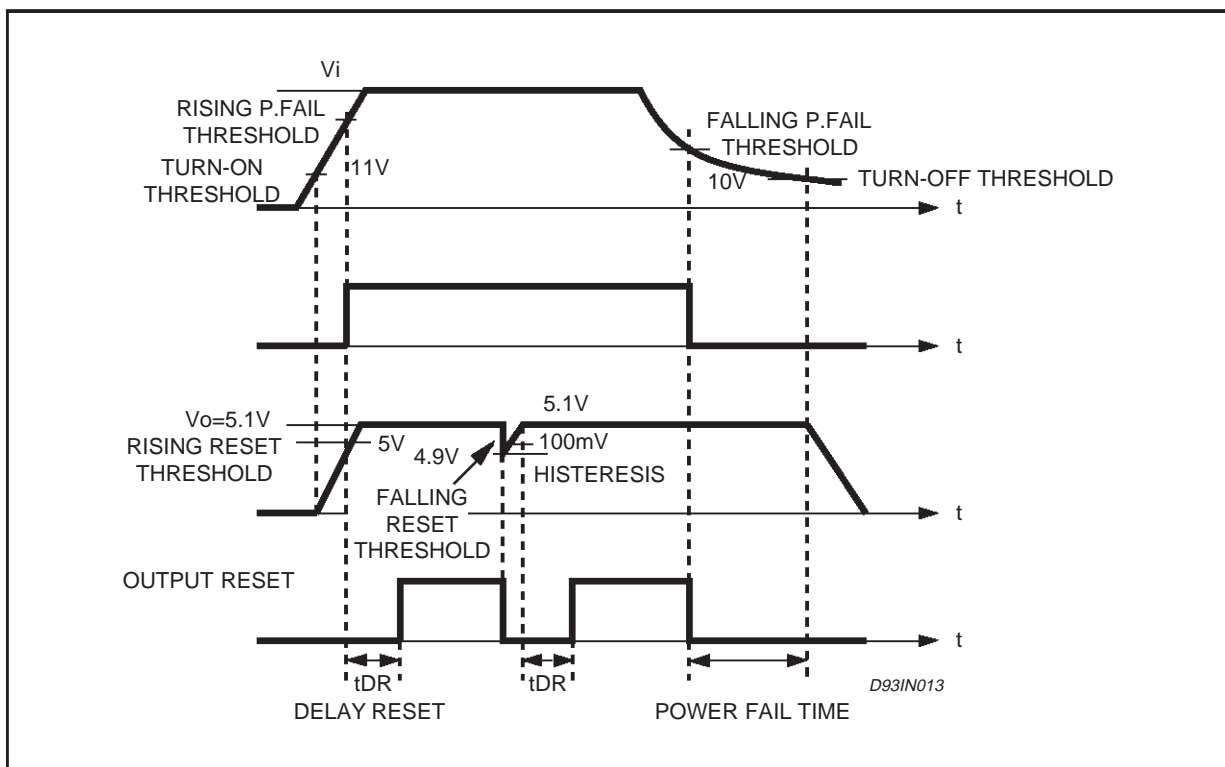 Vi
RISING P.FAIL
THRESHOLD
TURN-ON
THRESHOLD
11V
FALLING P.FAIL
THRESHOLD
10V
TURN-OFF THRESHOLD
t
t
Vo=5.1V
RISING RESET
THRESHOLD
5V
4.9V
5.1V
100mV
HISTERESIS
FALLING
RESET
THRESHOLD
t
OUTPUT RESET
t
tDR
tDR
DELAY RESET
POWER FAIL TIME
D93IN013